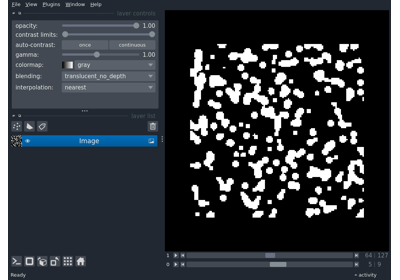 File View Plugins Window Help
layer controls
opacity: 1.00
contrast limits:
auto-contrast: once continuous
gamma: 1.00
colormap: gray
blending: translucent_no_depth
interpolation: nearest
layer list
Image
1 64 127
0 5 9
Ready activity